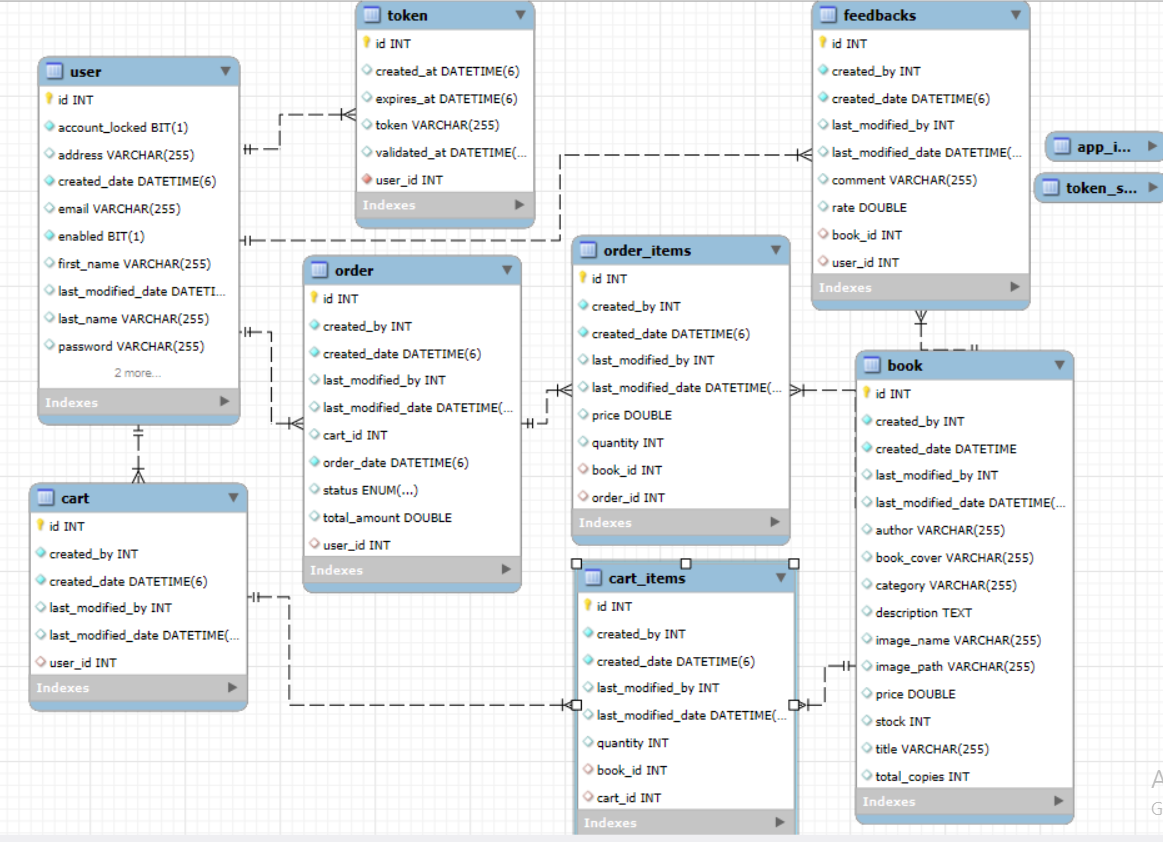 token
id INT
created_at DATETIME(6)
expires_at DATETIME(6)
token VARCHAR(255)
validated_at DATETIME(...
user_id INT
Indexes
feedbacks
id INT
created_by INT
created_date DATETIME(6)
last_modified_by INT
last_modified_date DATETIME(...
comment VARCHAR(255)
rate DOUBLE
book_id INT
user_id INT
Indexes
user
id INT
account_locked BIT(1)
address VARCHAR(255)
created_date DATETIME(6)
email VARCHAR(255)
enabled BIT(1)
first_name VARCHAR(255)
last_modified_date DATETI...
last_name VARCHAR(255)
password VARCHAR(255)
2 more...
Indexes
app_i...
token_s...
order
id INT
created_by INT
created_date DATETIME(6)
last_modified_by INT
last_modified_date DATETIME(...
cart_id INT
order_date DATETIME(6)
status ENUM(...)
total_amount DOUBLE
user_id INT
Indexes
order_items
id INT
created_by INT
created_date DATETIME(6)
last_modified_by INT
last_modified_date DATETIME(...
price DOUBLE
quantity INT
book_id INT
order_id INT
Indexes
book
id INT
created_by INT
created_date DATETIME
last_modified_by INT
last_modified_date DATETIME(...
author VARCHAR(255)
book_cover VARCHAR(255)
category VARCHAR(255)
description TEXT
image_name VARCHAR(255)
image_path VARCHAR(255)
price DOUBLE
stock INT
title VARCHAR(255)
total_copies INT
Indexes
cart
id INT
created_by INT
created_date DATETIME(6)
last_modified_by INT
last_modified_date DATETIME(...
user_id INT
Indexes
cart_items
id INT
created_by INT
created_date DATETIME(6)
last_modified_by INT
last_modified_date DATETIME(...
quantity INT
book_id INT
cart_id INT
Indexes